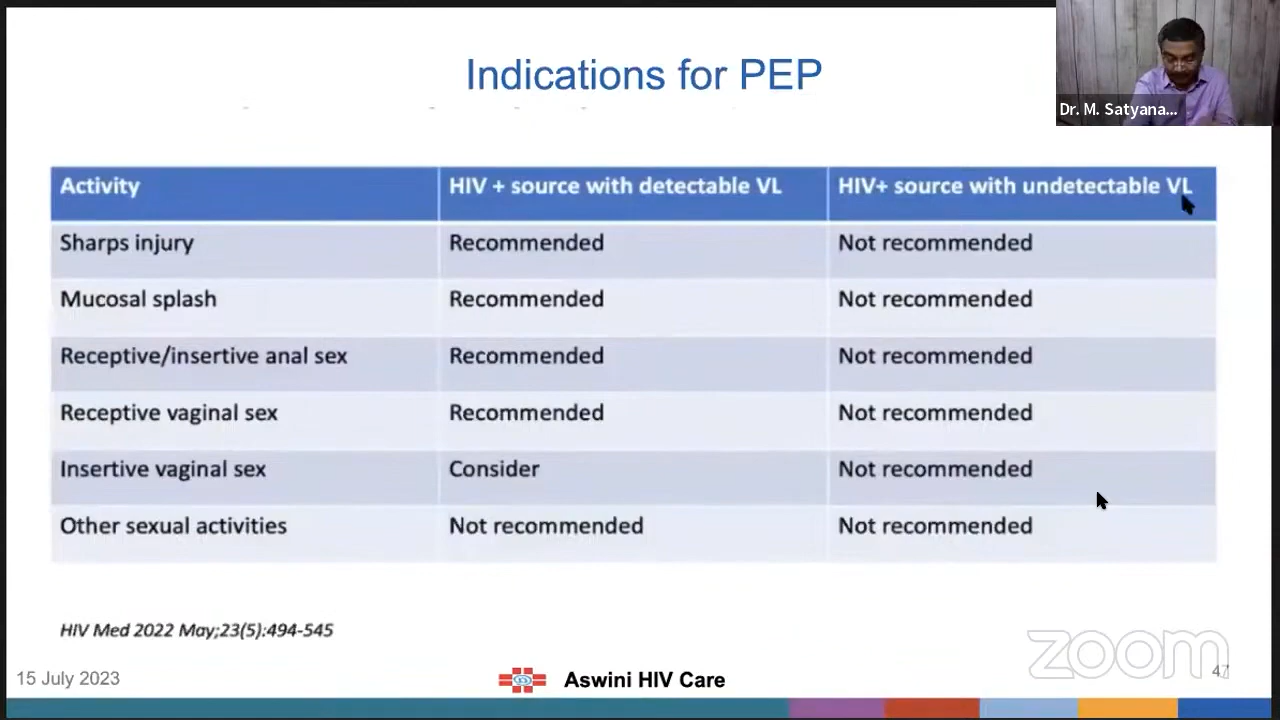 Indications for PEP
Dr. M. Satyana...
Activity HIV + source with detectable VL HIV+ source with undetectable VL
Sharps injury Recommended Not recommended
Mucosal splash Recommended Not recommended
Receptive/insertive anal sex Recommended Not recommended
Receptive vaginal sex Recommended Not recommended
Insertive vaginal sex Consider Not recommended
Other sexual activities Not recommended Not recommended
HIV Med 2022 May;23(5):494-545
zoom
15 July 2023 Aswini HIV Care 47